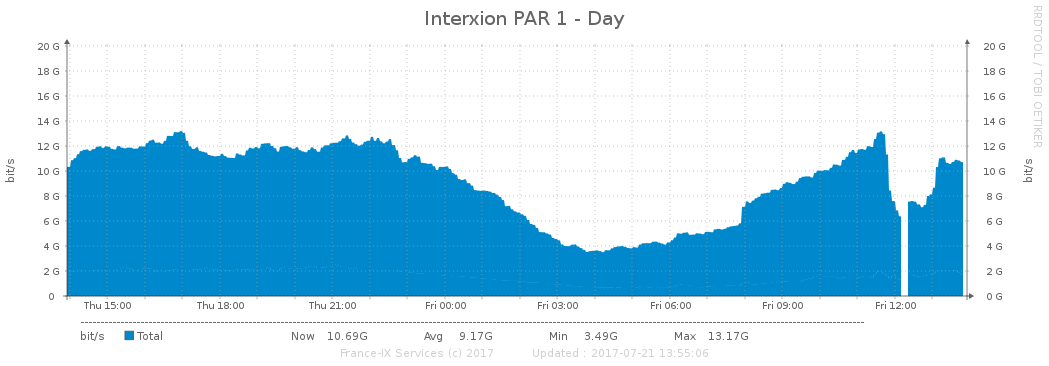 Interxion PAR 1 - Day
RRDTOOL / TOBI OETIKER
20 G 20 G
18 G 18 G
16 G 16 G
14 G 14 G
12 G 12 G
10 G 10 G
8 G 8 G
6 G 6 G
4 G 4 G
2 G 2 G
0 0 G
bit/s
bit/s
Thu 15:00 Thu 18:00 Thu 21:00 Fri 00:00 Fri 03:00 Fri 06:00 Fri 09:00 Fri 12:00
bit/s Total Now 10.69G Avg 9.17G Min 3.49G Max 13.17G
France-IX Services (c) 2017 Updated : 2017-07-21 13:55:06